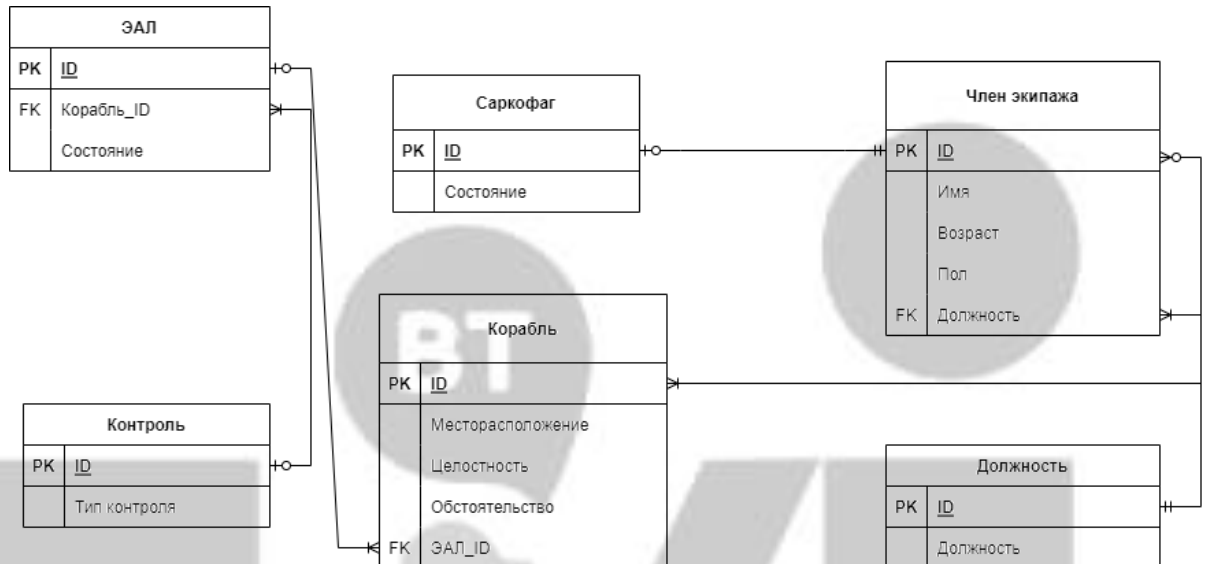 ЭАЛ
PK ID
FK Корабль_ID
Состояние
Саркофаг
PK ID
Состояние
Член экипажа
PK ID
Имя
Возраст
Пол
FK Должность
ВТ
Корабль
PK ID
Месторасположение
Целостность
Обстоятельство
FK ЭАЛ_ID
Контроль
PK ID
Тип контроля
Должность
PK ID
Должность